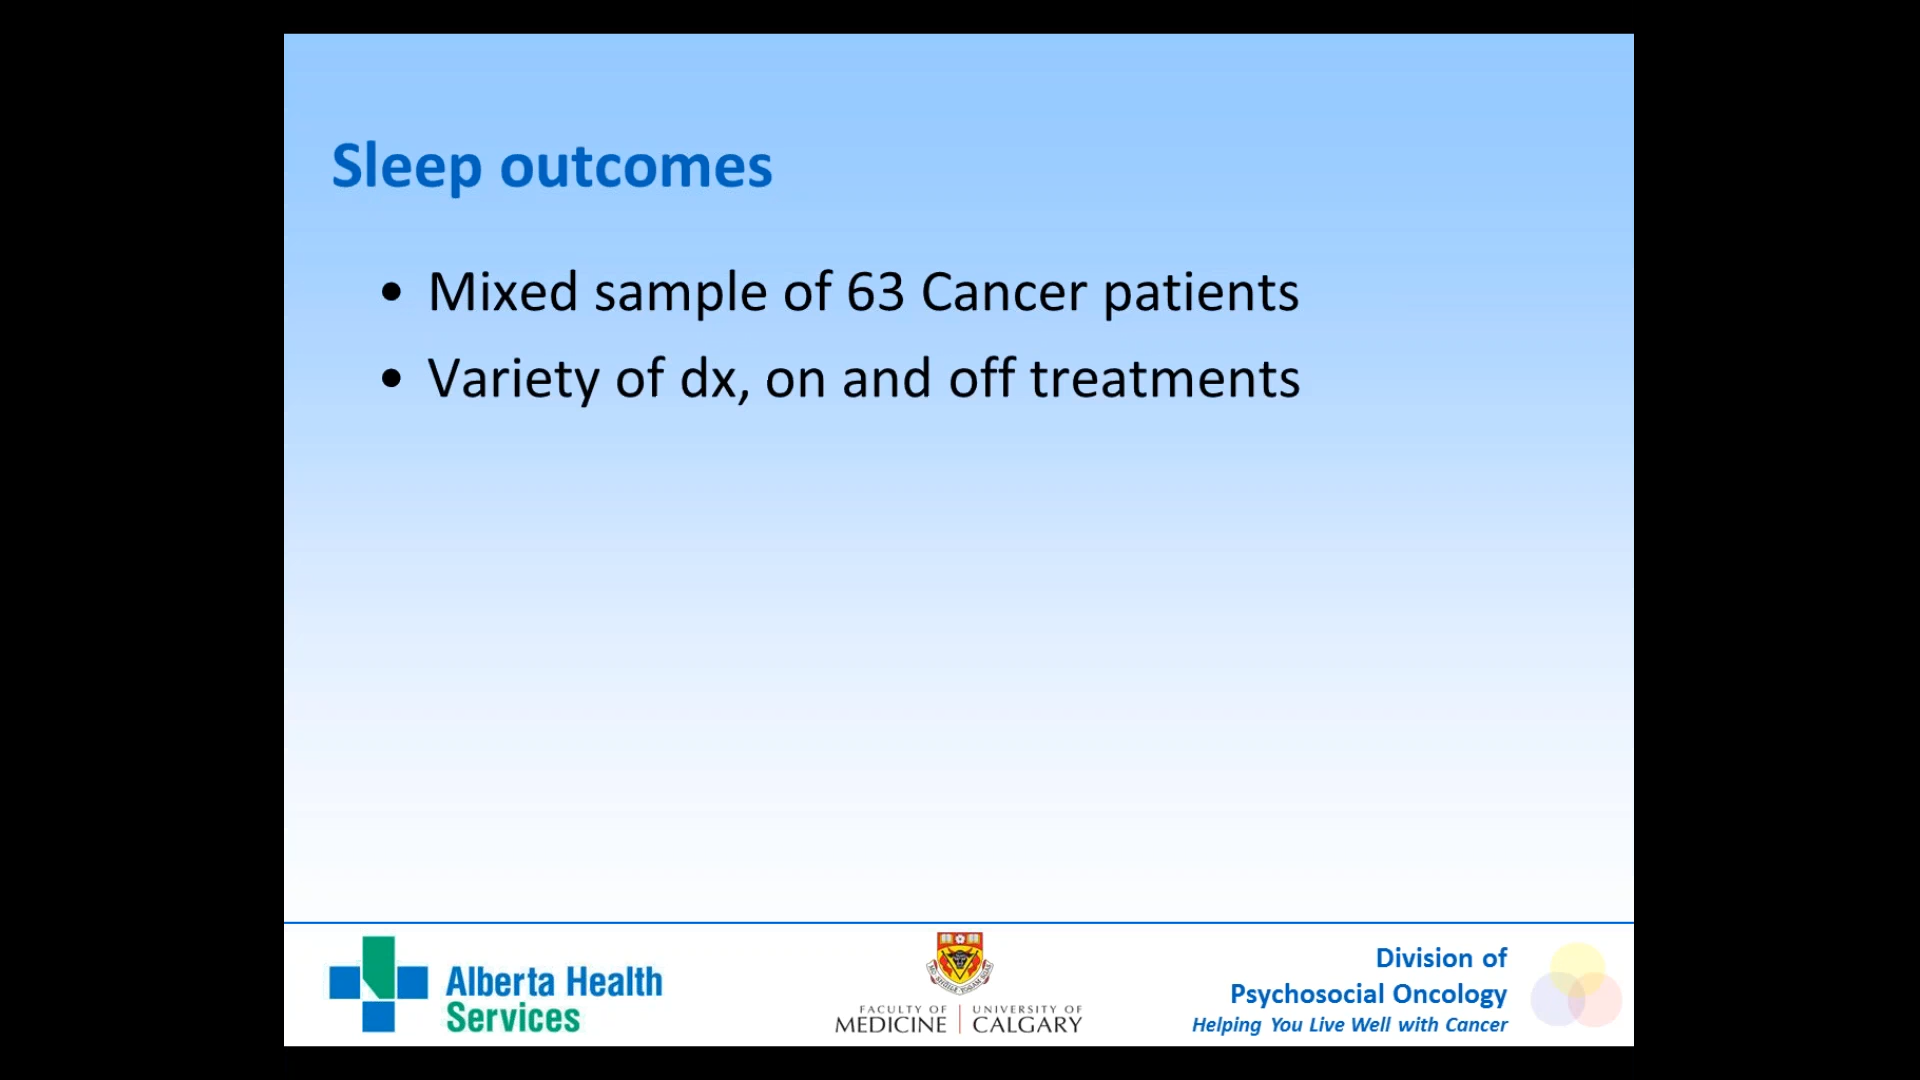 Sleep outcomes
• Mixed sample of 63 Cancer patients
• Variety of dx, on and off treatments
Alberta Health
Services
FACULTY OF
MEDICINE
UNIVERSITY OF
CALGARY
Division of
Psychosocial Oncology
Helping You Live Well with Cancer